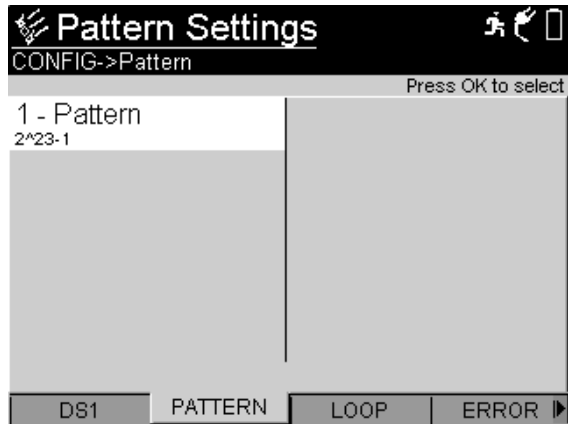 Pattern Settings
CONFIG->Pattern
Press OK to select
1 - Pattern
2^23-1
DS1 PATTERN LOOP ERROR